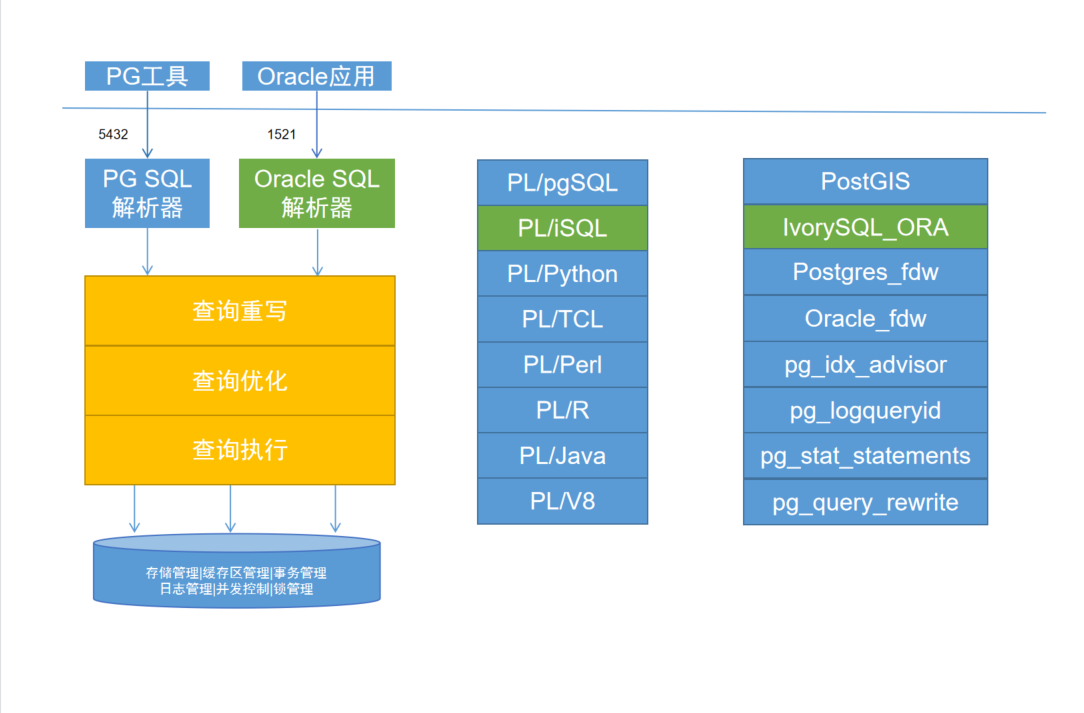 PG工具
Oracle应用
5432
1521
PG SQL
解析器
Oracle SQL
解析器
查询重写
查询优化
查询执行
存储管理|缓存区管理|事务管理
日志管理|并发控制|锁管理
PL/pgSQL
PL/iSQL
PL/Python
PL/TCL
PL/Perl
PL/R
PL/Java
PL/V8
PostGIS
IvorySQL_ORA
Postgres_fdw
Oracle_fdw
pg_idx_advisor
pg_logqueryid
pg_stat_statements
pg_query_rewrite